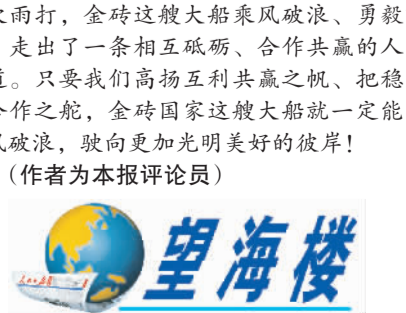 雨打，金砖这艘大船乘风破浪、勇毅
走出了一条相互砥砺、合作共赢的人
。只要我们高扬互利共赢之帆、把稳
合作之舵，金砖国家这艘大船就一定能
风破浪，驶向更加光明美好的彼岸！
（作者为本报评论员）
望海楼